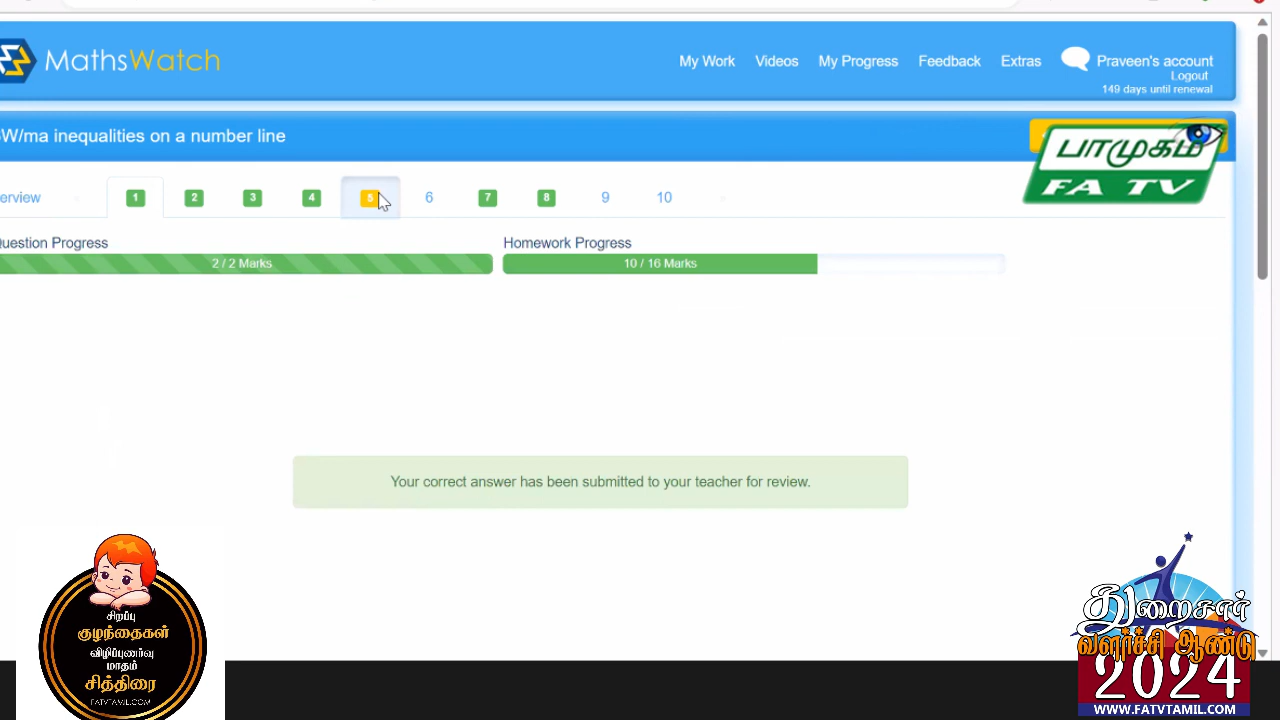 MathsWatch
My Work Videos My Progress Feedback Extras Praveen's account
Logout
149 days until renewal
W/ma inequalities on a number line
பாமுகம்
FA TV
erview 1 2 3 4 5 6 7 8 9 10
uestion Progress Homework Progress
2 / 2 Marks 10 / 16 Marks
Your correct answer has been submitted to your teacher for review.
சிறப்பு
குழந்தைகள்
விழிப்புணர்வு
மாதம்
சித்திரை
FATVTAMIL.COM
துறைசார்
வளர்ச்சி ஆண்டு
2024
WWW.FATVTAMIL.COM